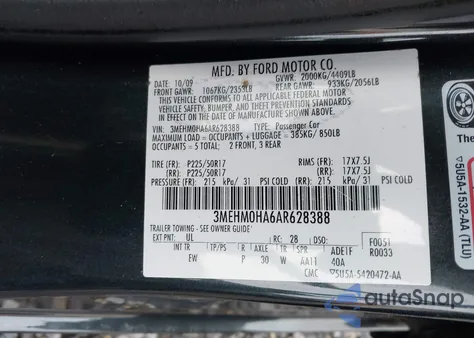 MFD. BY FORD MOTOR CO.
DATE: 10/09 GVWR: 2000KG/4409LB
FRONT GAWR: 1067KG/2353LB REAR GAWR: 933KG/2056LB
THIS VEHICLE CONFORMS TO ALL APPLICABLE FEDERAL MOTOR
VEHICLE SAFETY, BUMPER, AND THEFT PREVENTION STANDARDS
IN EFFECT ON THE DATE OF MANUFACTURE SHOWN ABOVE.
VIN: 3MEHM0HA6AR628388 TYPE: Passenger Car
MAXIMUM LOAD = OCCUPANTS + LUGGAGE = 385KG/ 850LB
OCCUPANTS: 2 FRONT, 3 REAR
TIRE (FR): P225/50R17 RIMS (FR): 17X7.5J
(RR): P225/50R17 (RR): 17X7.5J
PRESSURE (FR): 215 kPa/ 31 PSI COLD (RR): 215 kPa/ 31 PSI COLD
3MEHM0HA6AR628388
TRAILER TOWING - SEE OWNER GUIDE
EXT PNT: UL RC: 28 DSO: F0051
R0033
INT TR TP/PS R AXLE TR SPR ADE1F
EW P 30 W AA11 40A
CMC 5U5A-5420472-AA
5U5A-1532-AA (TLU)
autoSnap